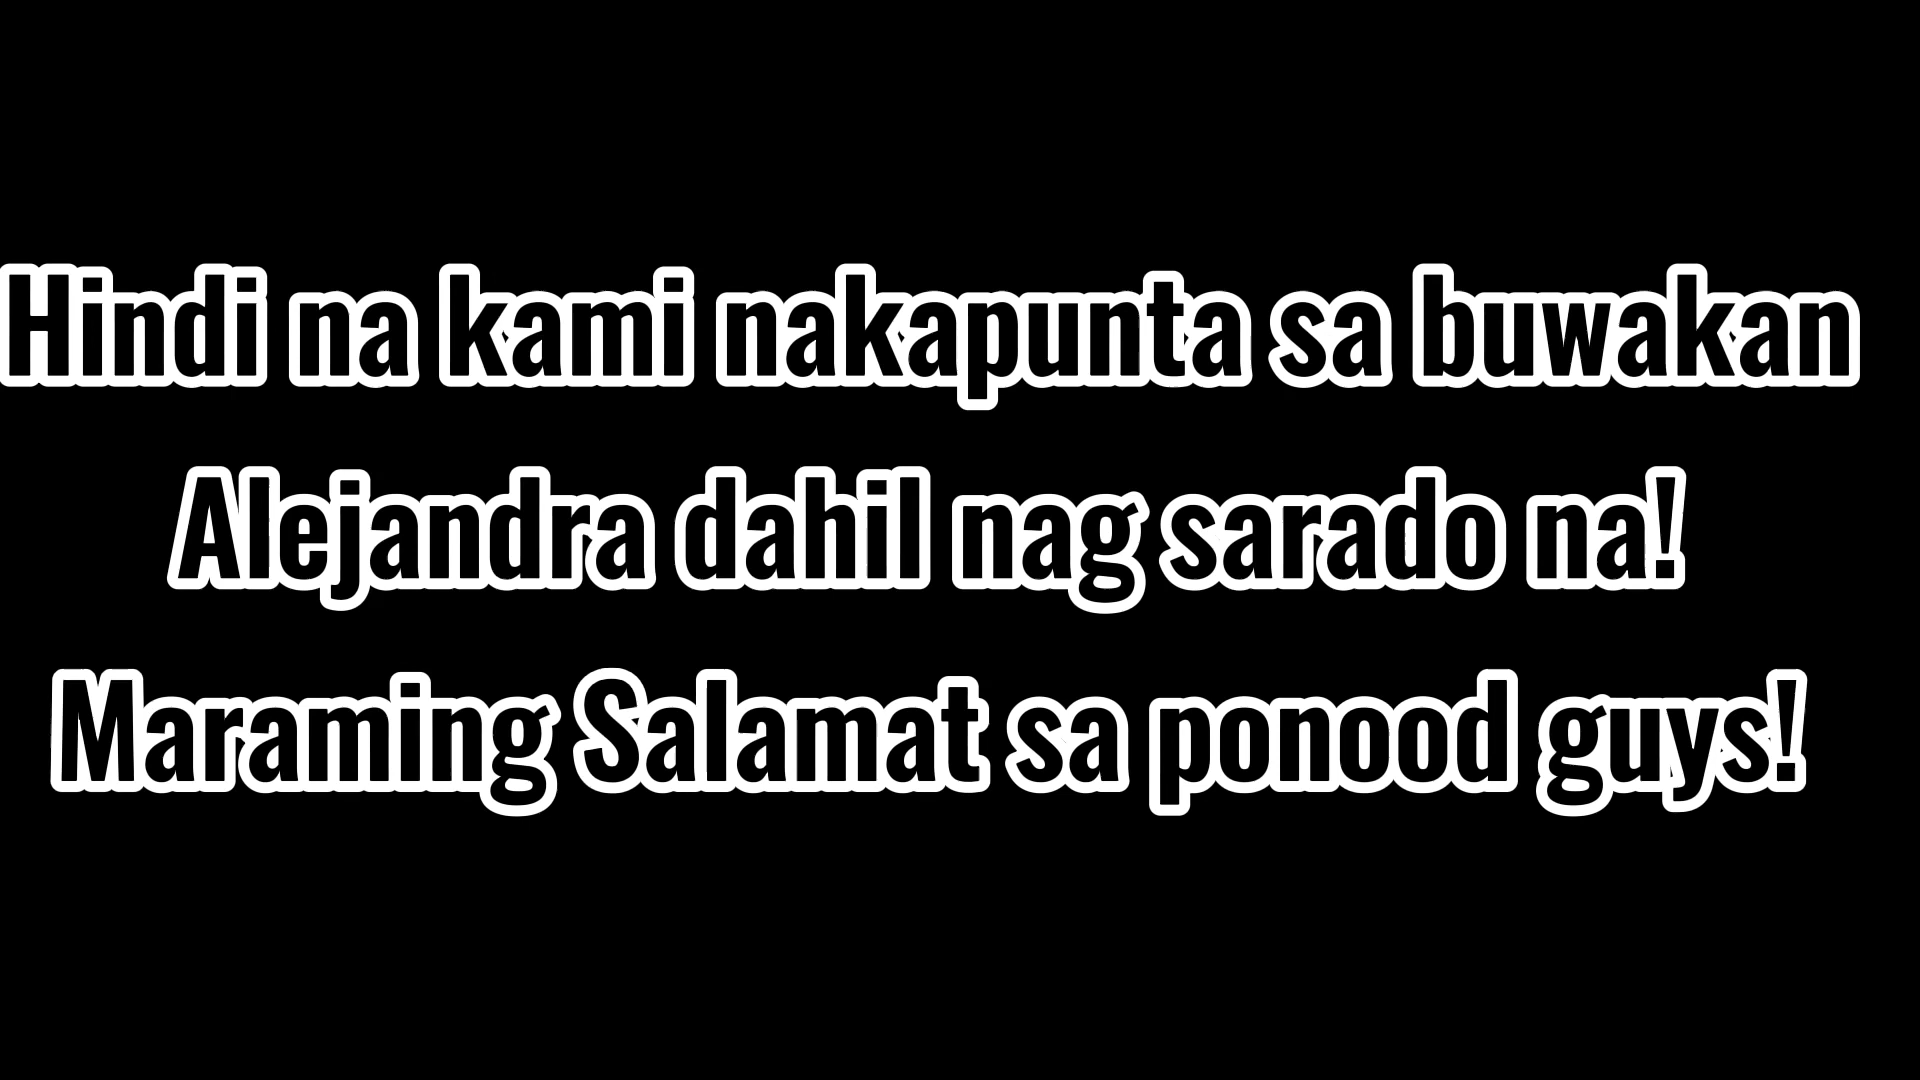 Hindi na kami nakapunta sa buwakan
Alejandra dahil nag sarado na!
Maraming Salamat sa ponood guys!